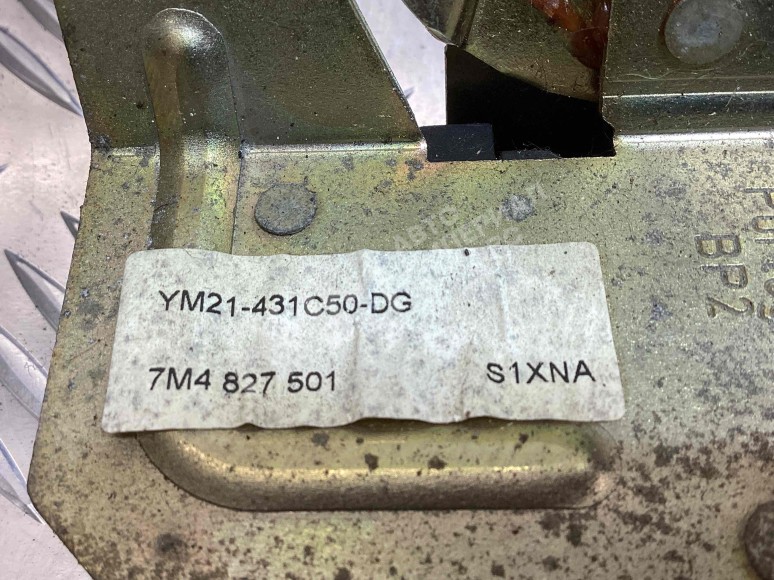 YM21-431C50-DG
7M4 827 501 S1XNA
BP2